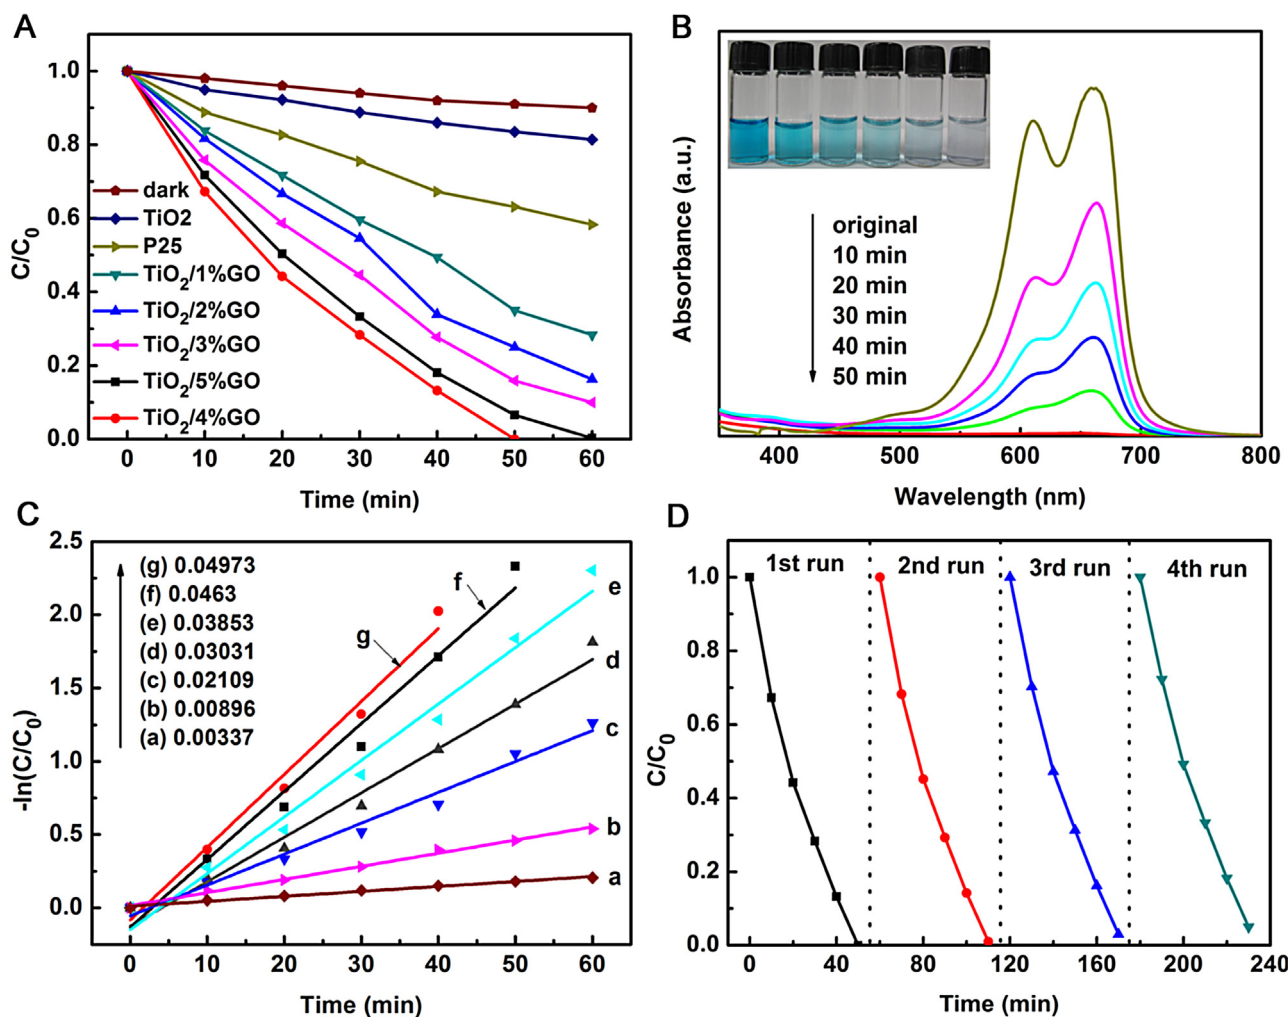 A
C/C0
1.0
0.8
0.6
0.4
0.2
0.0
dark
TiO2
P25
TiO2/1%GO
TiO2/2%GO
TiO2/3%GO
TiO2/5%GO
TiO2/4%GO
0 10 20 30 40 50 60
Time (min)
B
Absorbance (a.u.)
original
10 min
20 min
30 min
40 min
50 min
400 500 600 700 800
Wavelength (nm)
C
-ln(C/C0)
2.5
2.0
1.5
1.0
0.5
0.0
(g) 0.04973
(f) 0.0463
(e) 0.03853
(d) 0.03031
(c) 0.02109
(b) 0.00896
(a) 0.00337
g
f
e
d
c
b
a
0 10 20 30 40 50 60
Time (min)
D
C/C0
1.0
0.8
0.6
0.4
0.2
0.0
1st run
2nd run
3rd run
4th run
0 40 80 120 160 200 240
Time (min)